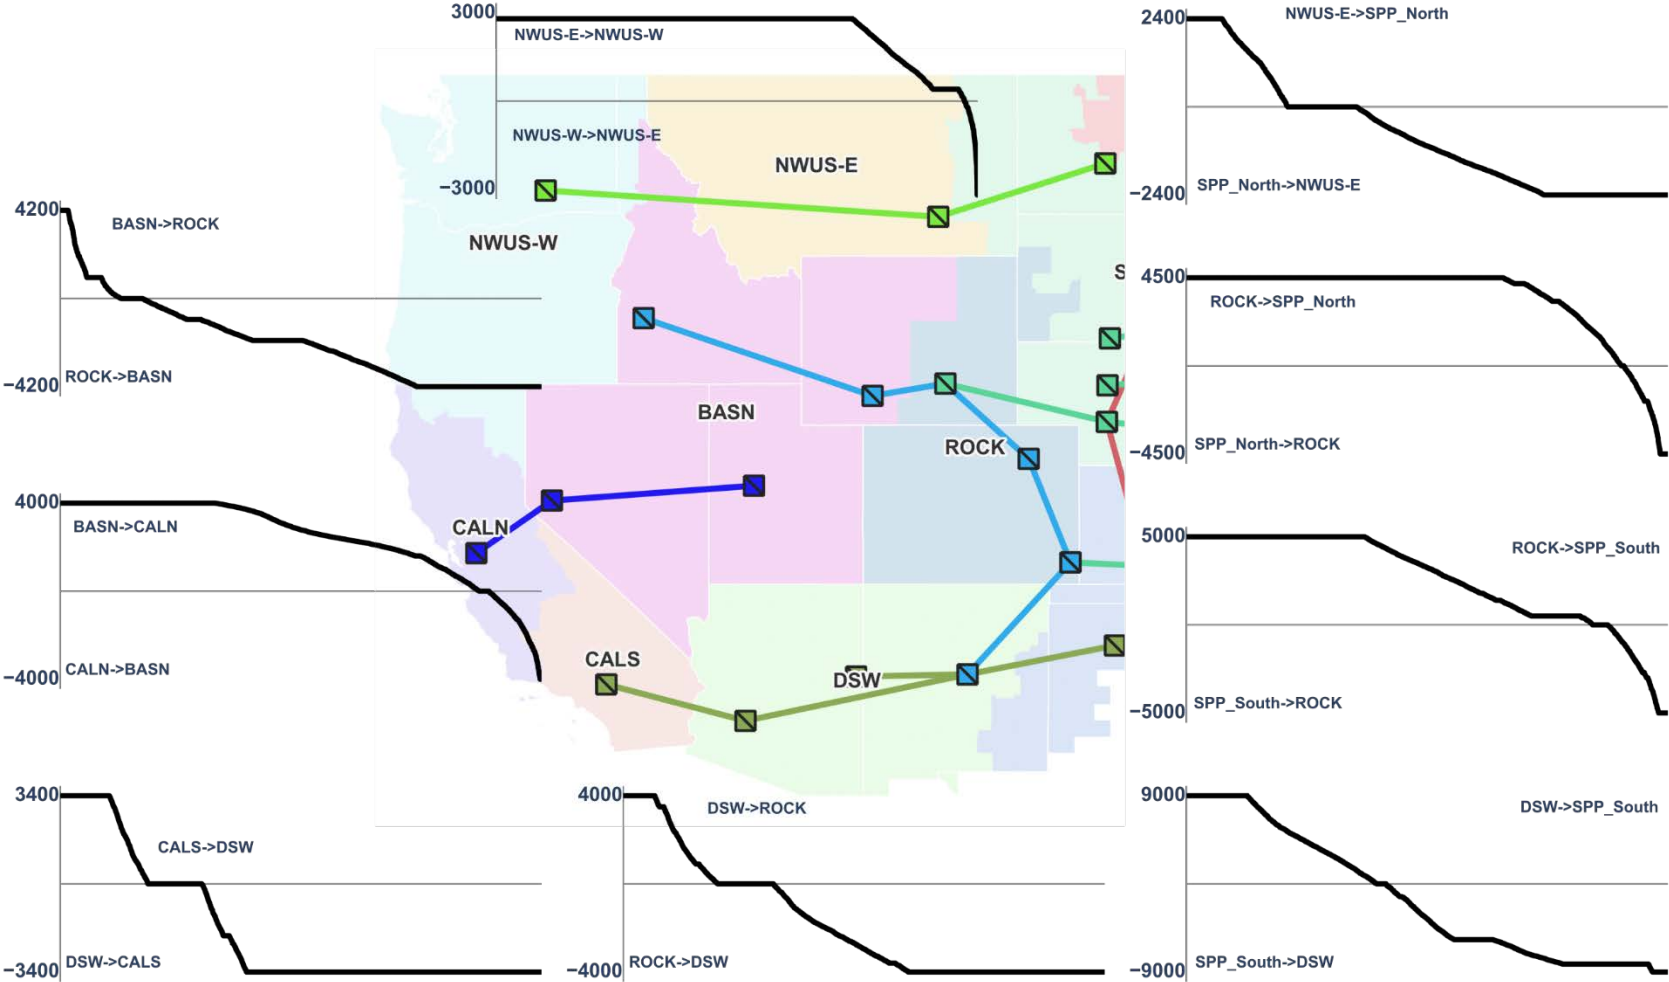 3000
NWUS-E->NWUS-W
NWUS-W->NWUS-E
−3000
2400
NWUS-E->SPP_North
SPP_North->NWUS-E
−2400
4200
BASN->ROCK
ROCK->BASN
−4200
NWUS-E
NWUS-W
S
BASN
ROCK
CALN
CALS
DSW
4500
ROCK->SPP_North
SPP_North->ROCK
−4500
4000
BASN->CALN
CALN->BASN
−4000
5000
ROCK->SPP_South
SPP_South->ROCK
−5000
3400
CALS->DSW
DSW->CALS
−3400
4000
DSW->ROCK
ROCK->DSW
−4000
9000
DSW->SPP_South
SPP_South->DSW
−9000